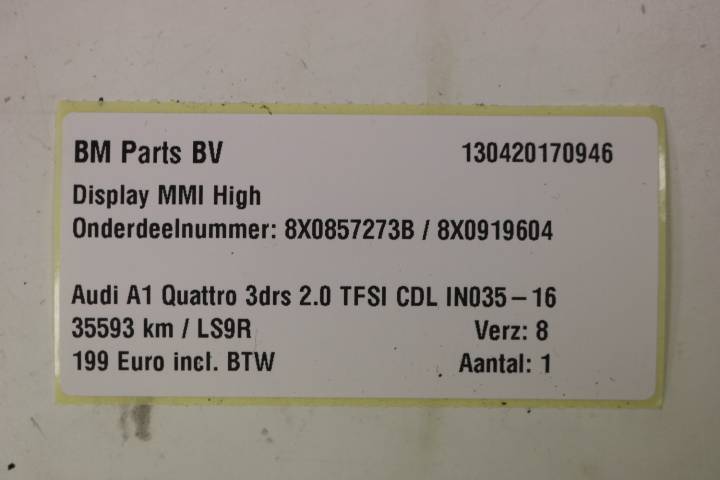 BM Parts BV 130420170946
Display MMI High
Onderdeelnummer: 8X0857273B / 8X0919604
Audi A1 Quattro 3drs 2.0 TFSI CDL IN035-16
35593 km / LS9R Verz: 8
199 Euro incl. BTW Aantal: 1